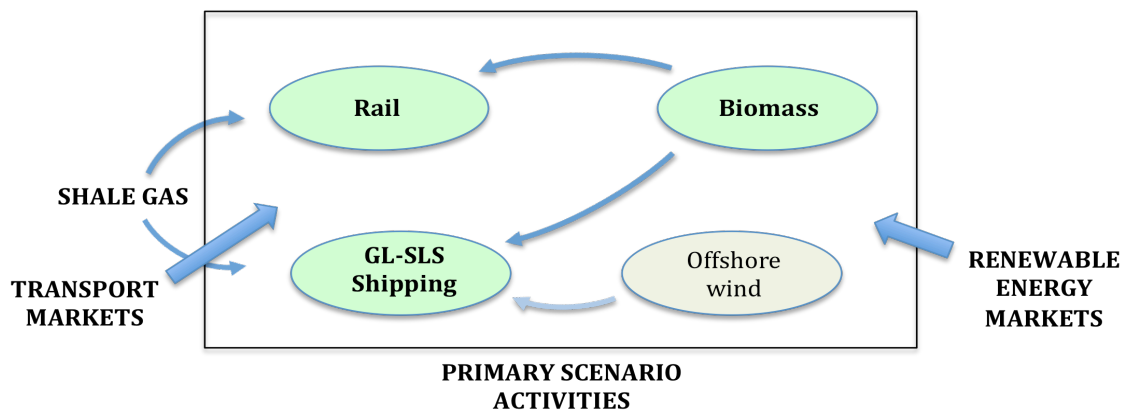 Rail
Biomass
SHALE GAS
GL-SLS
Shipping
Offshore
wind
TRANSPORT
MARKETS
RENEWABLE
ENERGY
MARKETS
PRIMARY SCENARIO
ACTIVITIES